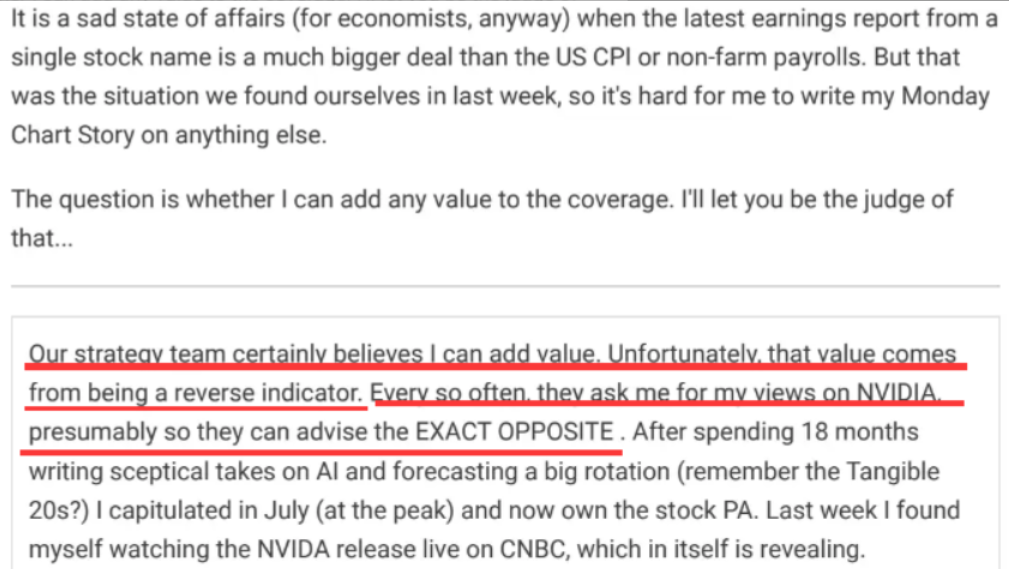 It is a sad state of affairs (for economists, anyway) when the latest earnings report from a
single stock name is a much bigger deal than the US CPI or non-farm payrolls. But that
was the situation we found ourselves in last week, so it's hard for me to write my Monday
Chart Story on anything else.
The question is whether I can add any value to the coverage. I'll let you be the judge of
that...
Our strategy team certainly believes I can add value. Unfortunately, that value comes
from being a reverse indicator. Every so often, they ask me for my views on NVIDIA,
presumably so they can advise the EXACT OPPOSITE . After spending 18 months
writing sceptical takes on AI and forecasting a big rotation (remember the Tangible
20s?) I capitulated in July (at the peak) and now own the stock PA. Last week I found
myself watching the NVIDA release live on CNBC, which in itself is revealing.